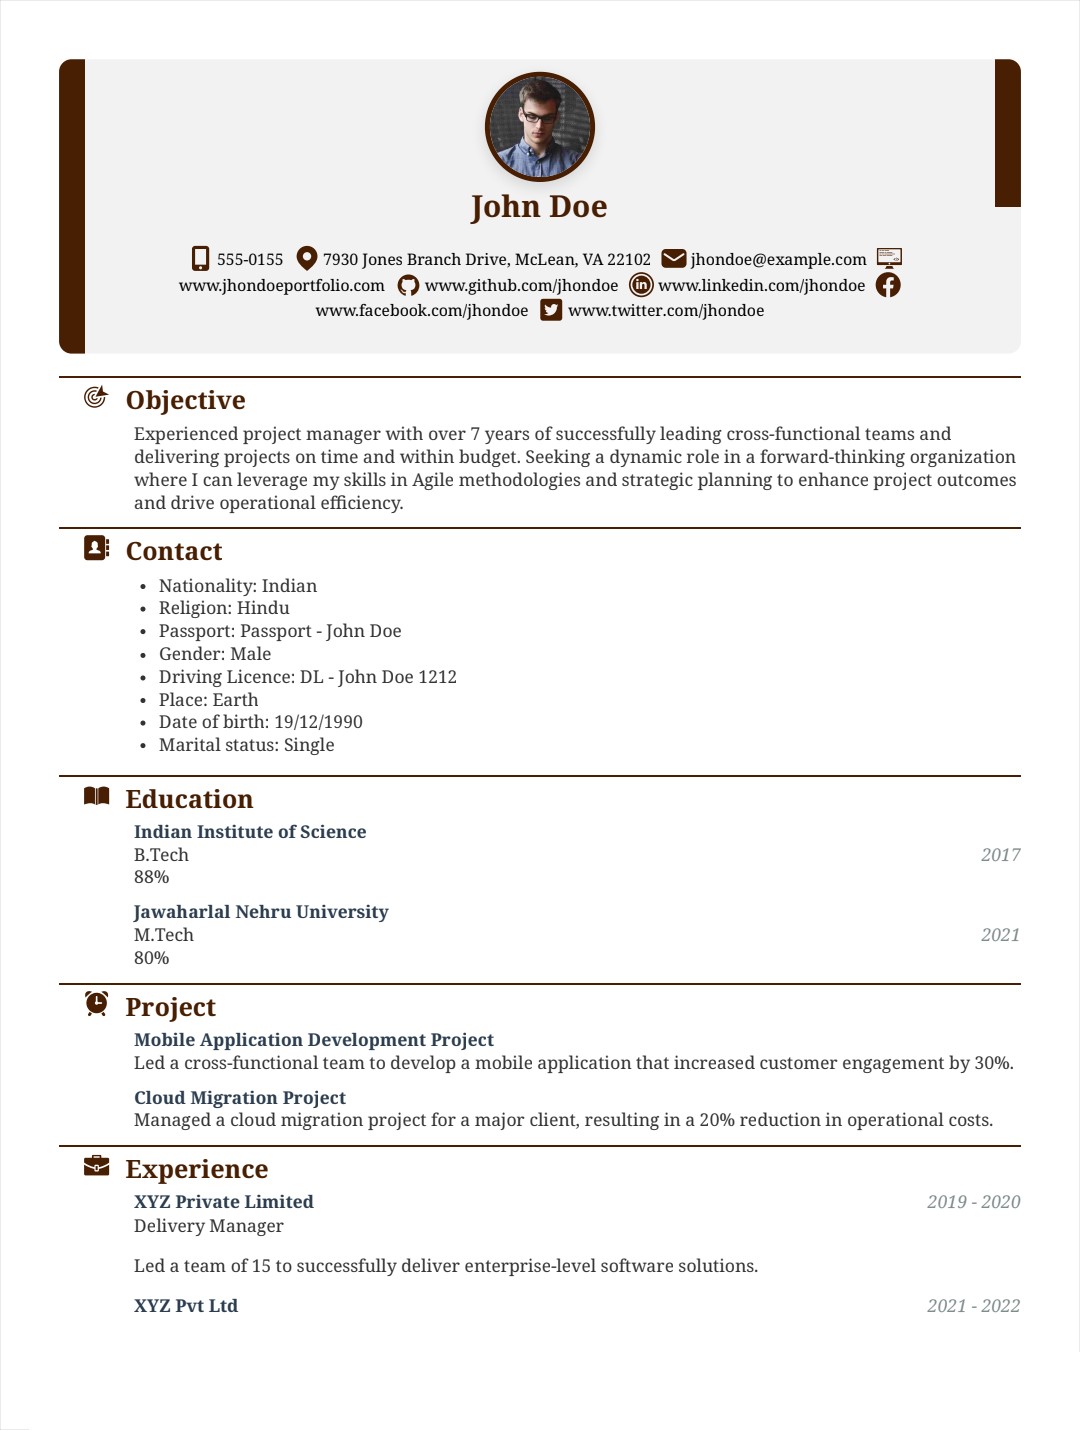 John Doe
555-0155 7930 Jones Branch Drive, McLean, VA 22102 jhondoe@example.com
www.jhondoeportfolio.com www.github.com/jhondoe www.linkedin.com/jhondoe
www.facebook.com/jhondoe www.twitter.com/jhondoe
Objective
Experienced project manager with over 7 years of successfully leading cross-functional teams and
delivering projects on time and within budget. Seeking a dynamic role in a forward-thinking organization
where I can leverage my skills in Agile methodologies and strategic planning to enhance project outcomes
and drive operational efficiency.
Contact
• Nationality: Indian
• Religion: Hindu
• Passport: Passport - John Doe
• Gender: Male
• Driving Licence: DL - John Doe 1212
• Place: Earth
• Date of birth: 19/12/1990
• Marital status: Single
Education
Indian Institute of Science
B.Tech 2017
88%
Jawaharlal Nehru University
M.Tech 2021
80%
Project
Mobile Application Development Project
Led a cross-functional team to develop a mobile application that increased customer engagement by 30%.
Cloud Migration Project
Managed a cloud migration project for a major client, resulting in a 20% reduction in operational costs.
Experience
XYZ Private Limited 2019 - 2020
Delivery Manager
Led a team of 15 to successfully deliver enterprise-level software solutions.
XYZ Pvt Ltd 2021 - 2022